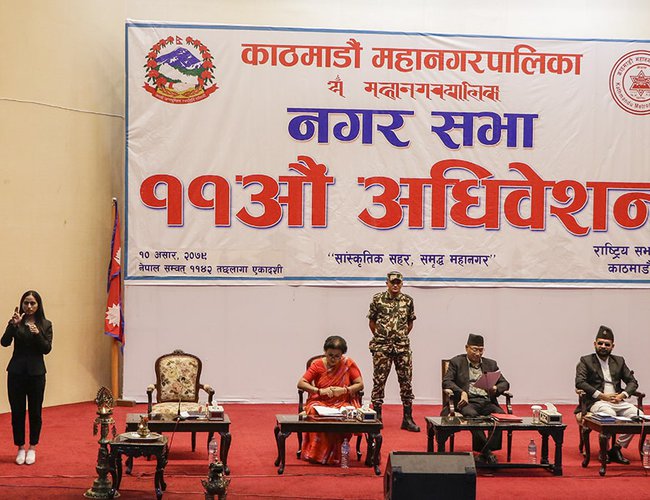 काठमाडौं महानगरपालिका
नगर सभा
११औं अधिवेशन
१० असार, २०७९
नेपाल सम्वत् ११४२ तछलागा एकादशी
"सांस्कृतिक सहर, समृद्ध महानगर"
राष्ट्रिय सभ
काठमाडौं